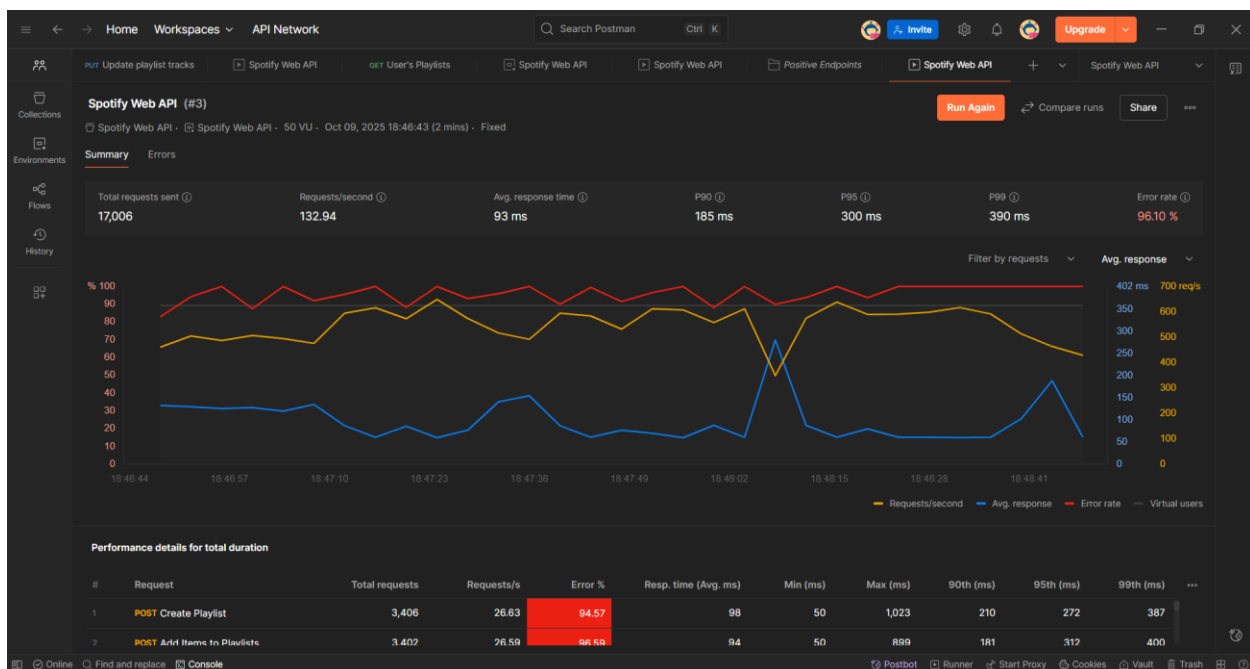 Home Workspaces API Network Search Postman Ctrl K Invite Upgrade
PUT Update playlist tracks Spotify Web API GET User's Playlists Spotify Web API Spotify Web API Positive Endpoints Spotify Web API + Spotify Web API
Collections
Environments
Flows
History
Spotify Web API (#3) Run Again Compare runs Share
Spotify Web API · Spotify Web API · 50 VU · Oct 09, 2025 18:46:43 (2 mins) · Fixed
Summary Errors
Total requests sent Requests/second Avg. response time P90 P95 P99 Error rate
17,006 132.94 93 ms 185 ms 300 ms 390 ms 96.10 %
Filter by requests Avg. response
% 100 402 ms 700 req/s
90 350 600
80 300 500
70 250 400
60 200 300
50 150 200
40 100 100
30 50 0
20 0
10
0
18:46:44 18:46:57 18:47:10 18:47:23 18:47:36 18:47:49 18:48:02 18:48:15 18:48:28 18:48:41
Requests/second Avg. response Error rate Virtual users
Performance details for total duration
# Request Total requests Requests/s Error % Resp. time (Avg. ms) Min (ms) Max (ms) 90th (ms) 95th (ms) 99th (ms)
1 POST Create Playlist 3,406 26.63 94.57 98 50 1,023 210 272 387
2 POST Add Items to Playlists 3,402 26.59 96.59 94 50 899 181 312 400
Online Find and replace Console Postbot Runner Start Proxy Cookies Vault Trash